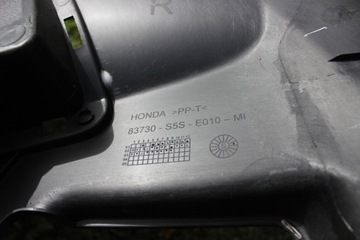 R
HONDA >PP-T<
83730 - S5S - E010 - MI